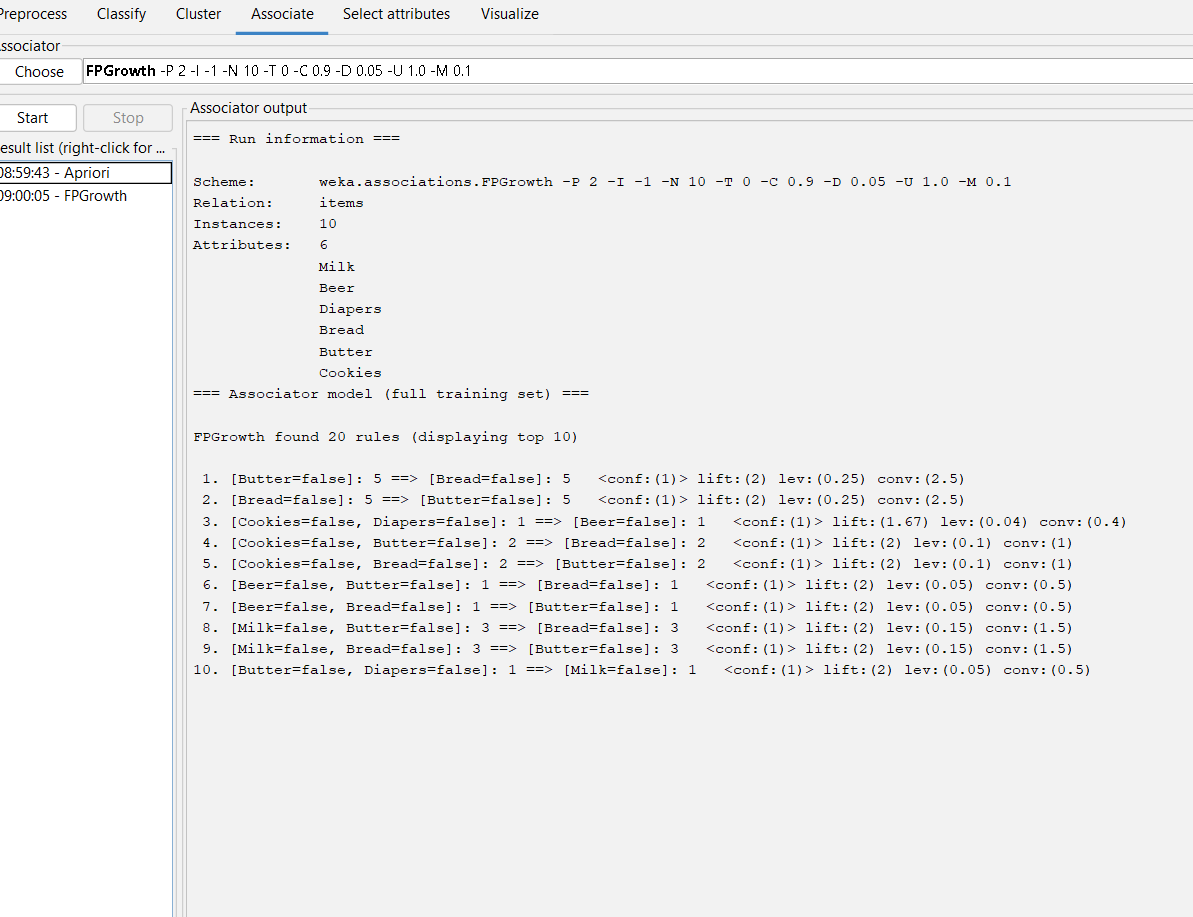 Preprocess Classify Cluster Associate Select attributes Visualize
ssociator
Choose FPGrowth -P 2 -I -1 -N 10 -T 0 -C 0.9 -D 0.05 -U 1.0 -M 0.1
Start Stop
esult list (right-click for ...
08:59:43 - Apriori
09:00:05 - FPGrowth
Associator output
=== Run information ===
Scheme: weka.associations.FPGrowth -P 2 -I -1 -N 10 -T 0 -C 0.9 -D 0.05 -U 1.0 -M 0.1
Relation: items
Instances: 10
Attributes: 6
Milk
Beer
Diapers
Bread
Butter
Cookies
=== Associator model (full training set) ===
FPGrowth found 20 rules (displaying top 10)
1. [Butter=false]: 5 ==> [Bread=false]: 5 <conf:(1)> lift:(2) lev:(0.25) conv:(2.5)
2. [Bread=false]: 5 ==> [Butter=false]: 5 <conf:(1)> lift:(2) lev:(0.25) conv:(2.5)
3. [Cookies=false, Diapers=false]: 1 ==> [Beer=false]: 1 <conf:(1)> lift:(1.67) lev:(0.04) conv:(0.4)
4. [Cookies=false, Butter=false]: 2 ==> [Bread=false]: 2 <conf:(1)> lift:(2) lev:(0.1) conv:(1)
5. [Cookies=false, Bread=false]: 2 ==> [Butter=false]: 2 <conf:(1)> lift:(2) lev:(0.1) conv:(1)
6. [Beer=false, Butter=false]: 1 ==> [Bread=false]: 1 <conf:(1)> lift:(2) lev:(0.05) conv:(0.5)
7. [Beer=false, Bread=false]: 1 ==> [Butter=false]: 1 <conf:(1)> lift:(2) lev:(0.05) conv:(0.5)
8. [Milk=false, Butter=false]: 3 ==> [Bread=false]: 3 <conf:(1)> lift:(2) lev:(0.15) conv:(1.5)
9. [Milk=false, Bread=false]: 3 ==> [Butter=false]: 3 <conf:(1)> lift:(2) lev:(0.15) conv:(1.5)
10. [Butter=false, Diapers=false]: 1 ==> [Milk=false]: 1 <conf:(1)> lift:(2) lev:(0.05) conv:(0.5)